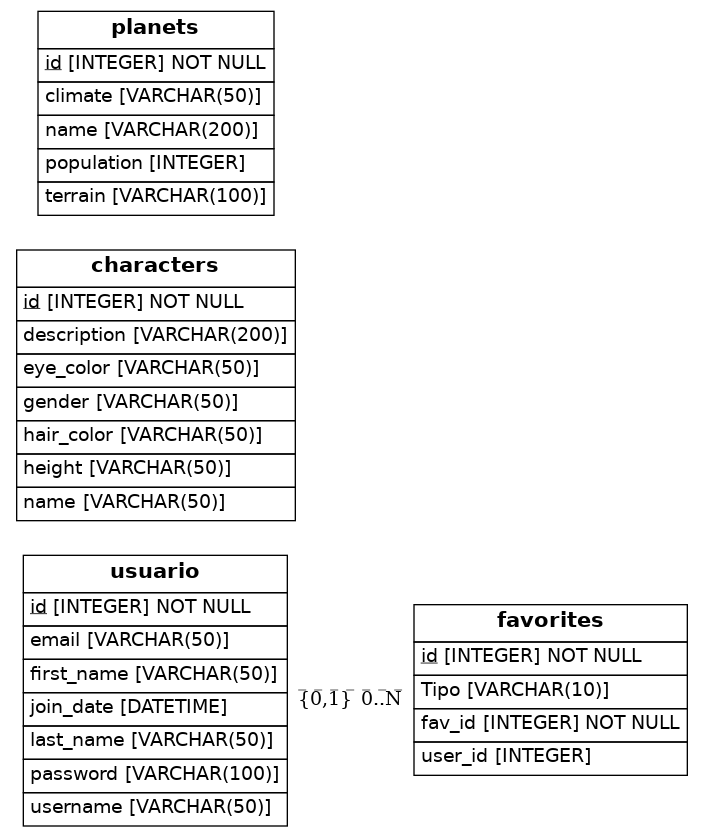 planets
id [INTEGER] NOT NULL
climate [VARCHAR(50)]
name [VARCHAR(200)]
population [INTEGER]
terrain [VARCHAR(100)]
characters
id [INTEGER] NOT NULL
description [VARCHAR(200)]
eye_color [VARCHAR(50)]
gender [VARCHAR(50)]
hair_color [VARCHAR(50)]
height [VARCHAR(50)]
name [VARCHAR(50)]
usuario
id [INTEGER] NOT NULL
email [VARCHAR(50)]
first_name [VARCHAR(50)]
join_date [DATETIME]
last_name [VARCHAR(50)]
password [VARCHAR(100)]
username [VARCHAR(50)]
{0,1} 0..N
favorites
id [INTEGER] NOT NULL
Tipo [VARCHAR(10)]
fav_id [INTEGER] NOT NULL
user_id [INTEGER]